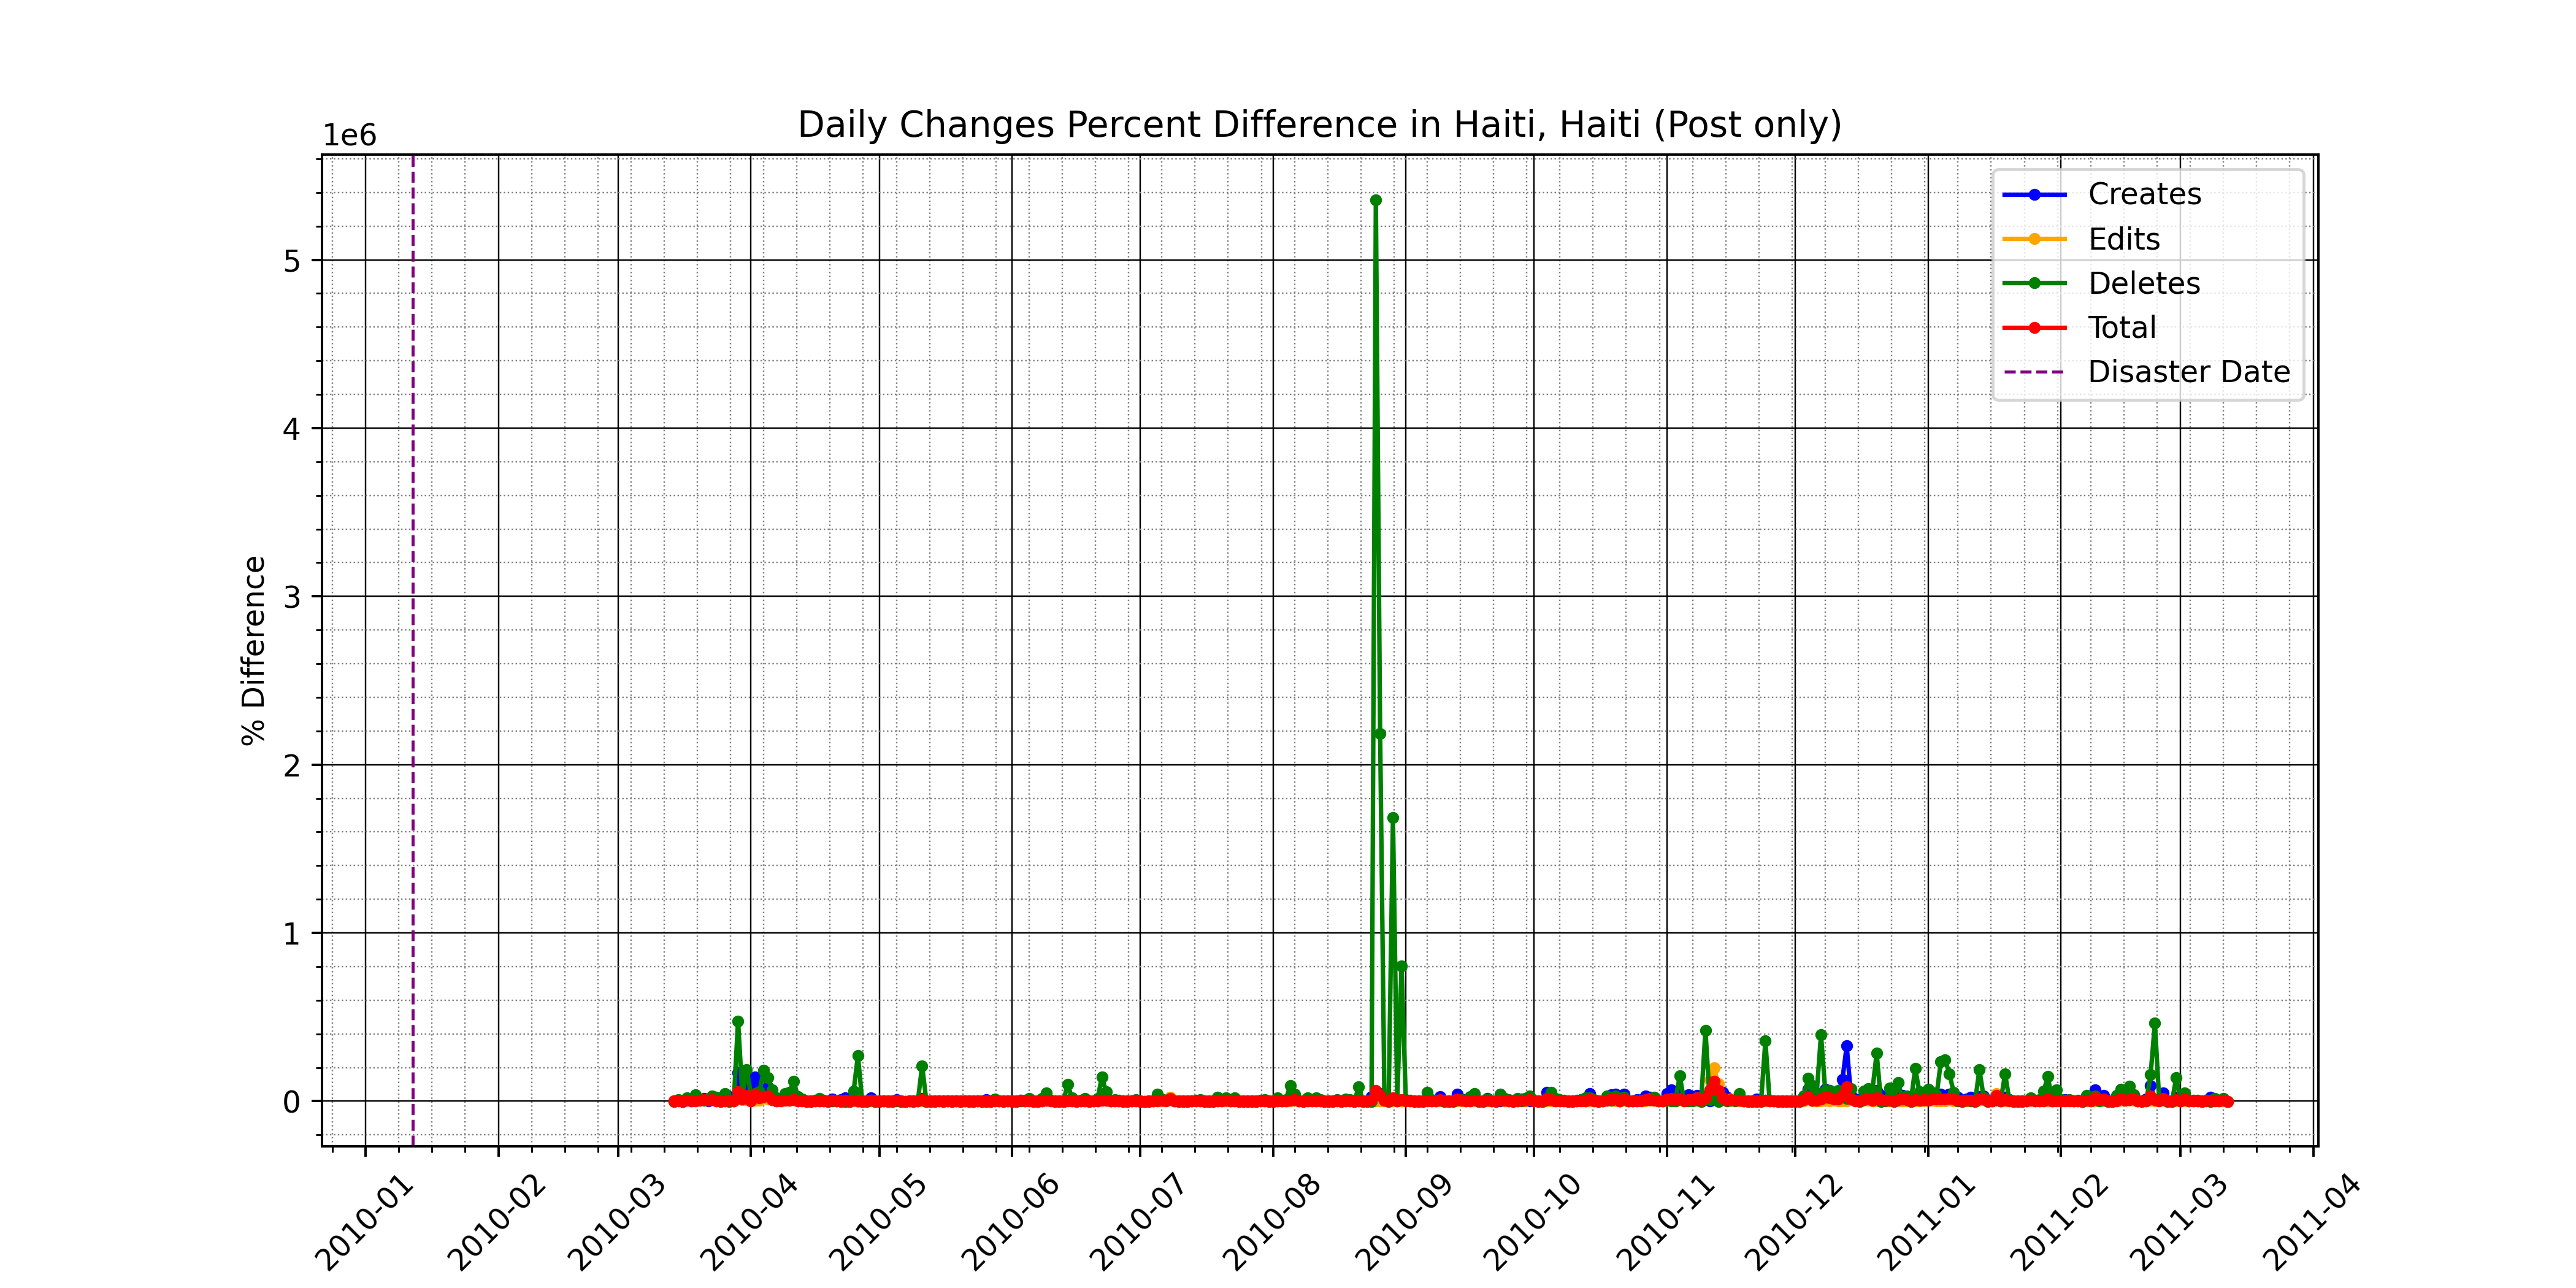 Daily Changes Percent Difference in Haiti, Haiti (Post only)
1e6
Creates
Edits
Deletes
Total
Disaster Date
% Difference
5
4
3
2
1
0
2010-01
2010-02
2010-03
2010-04
2010-05
2010-06
2010-07
2010-08
2010-09
2010-10
2010-11
2010-12
2011-01
2011-02
2011-03
2011-04